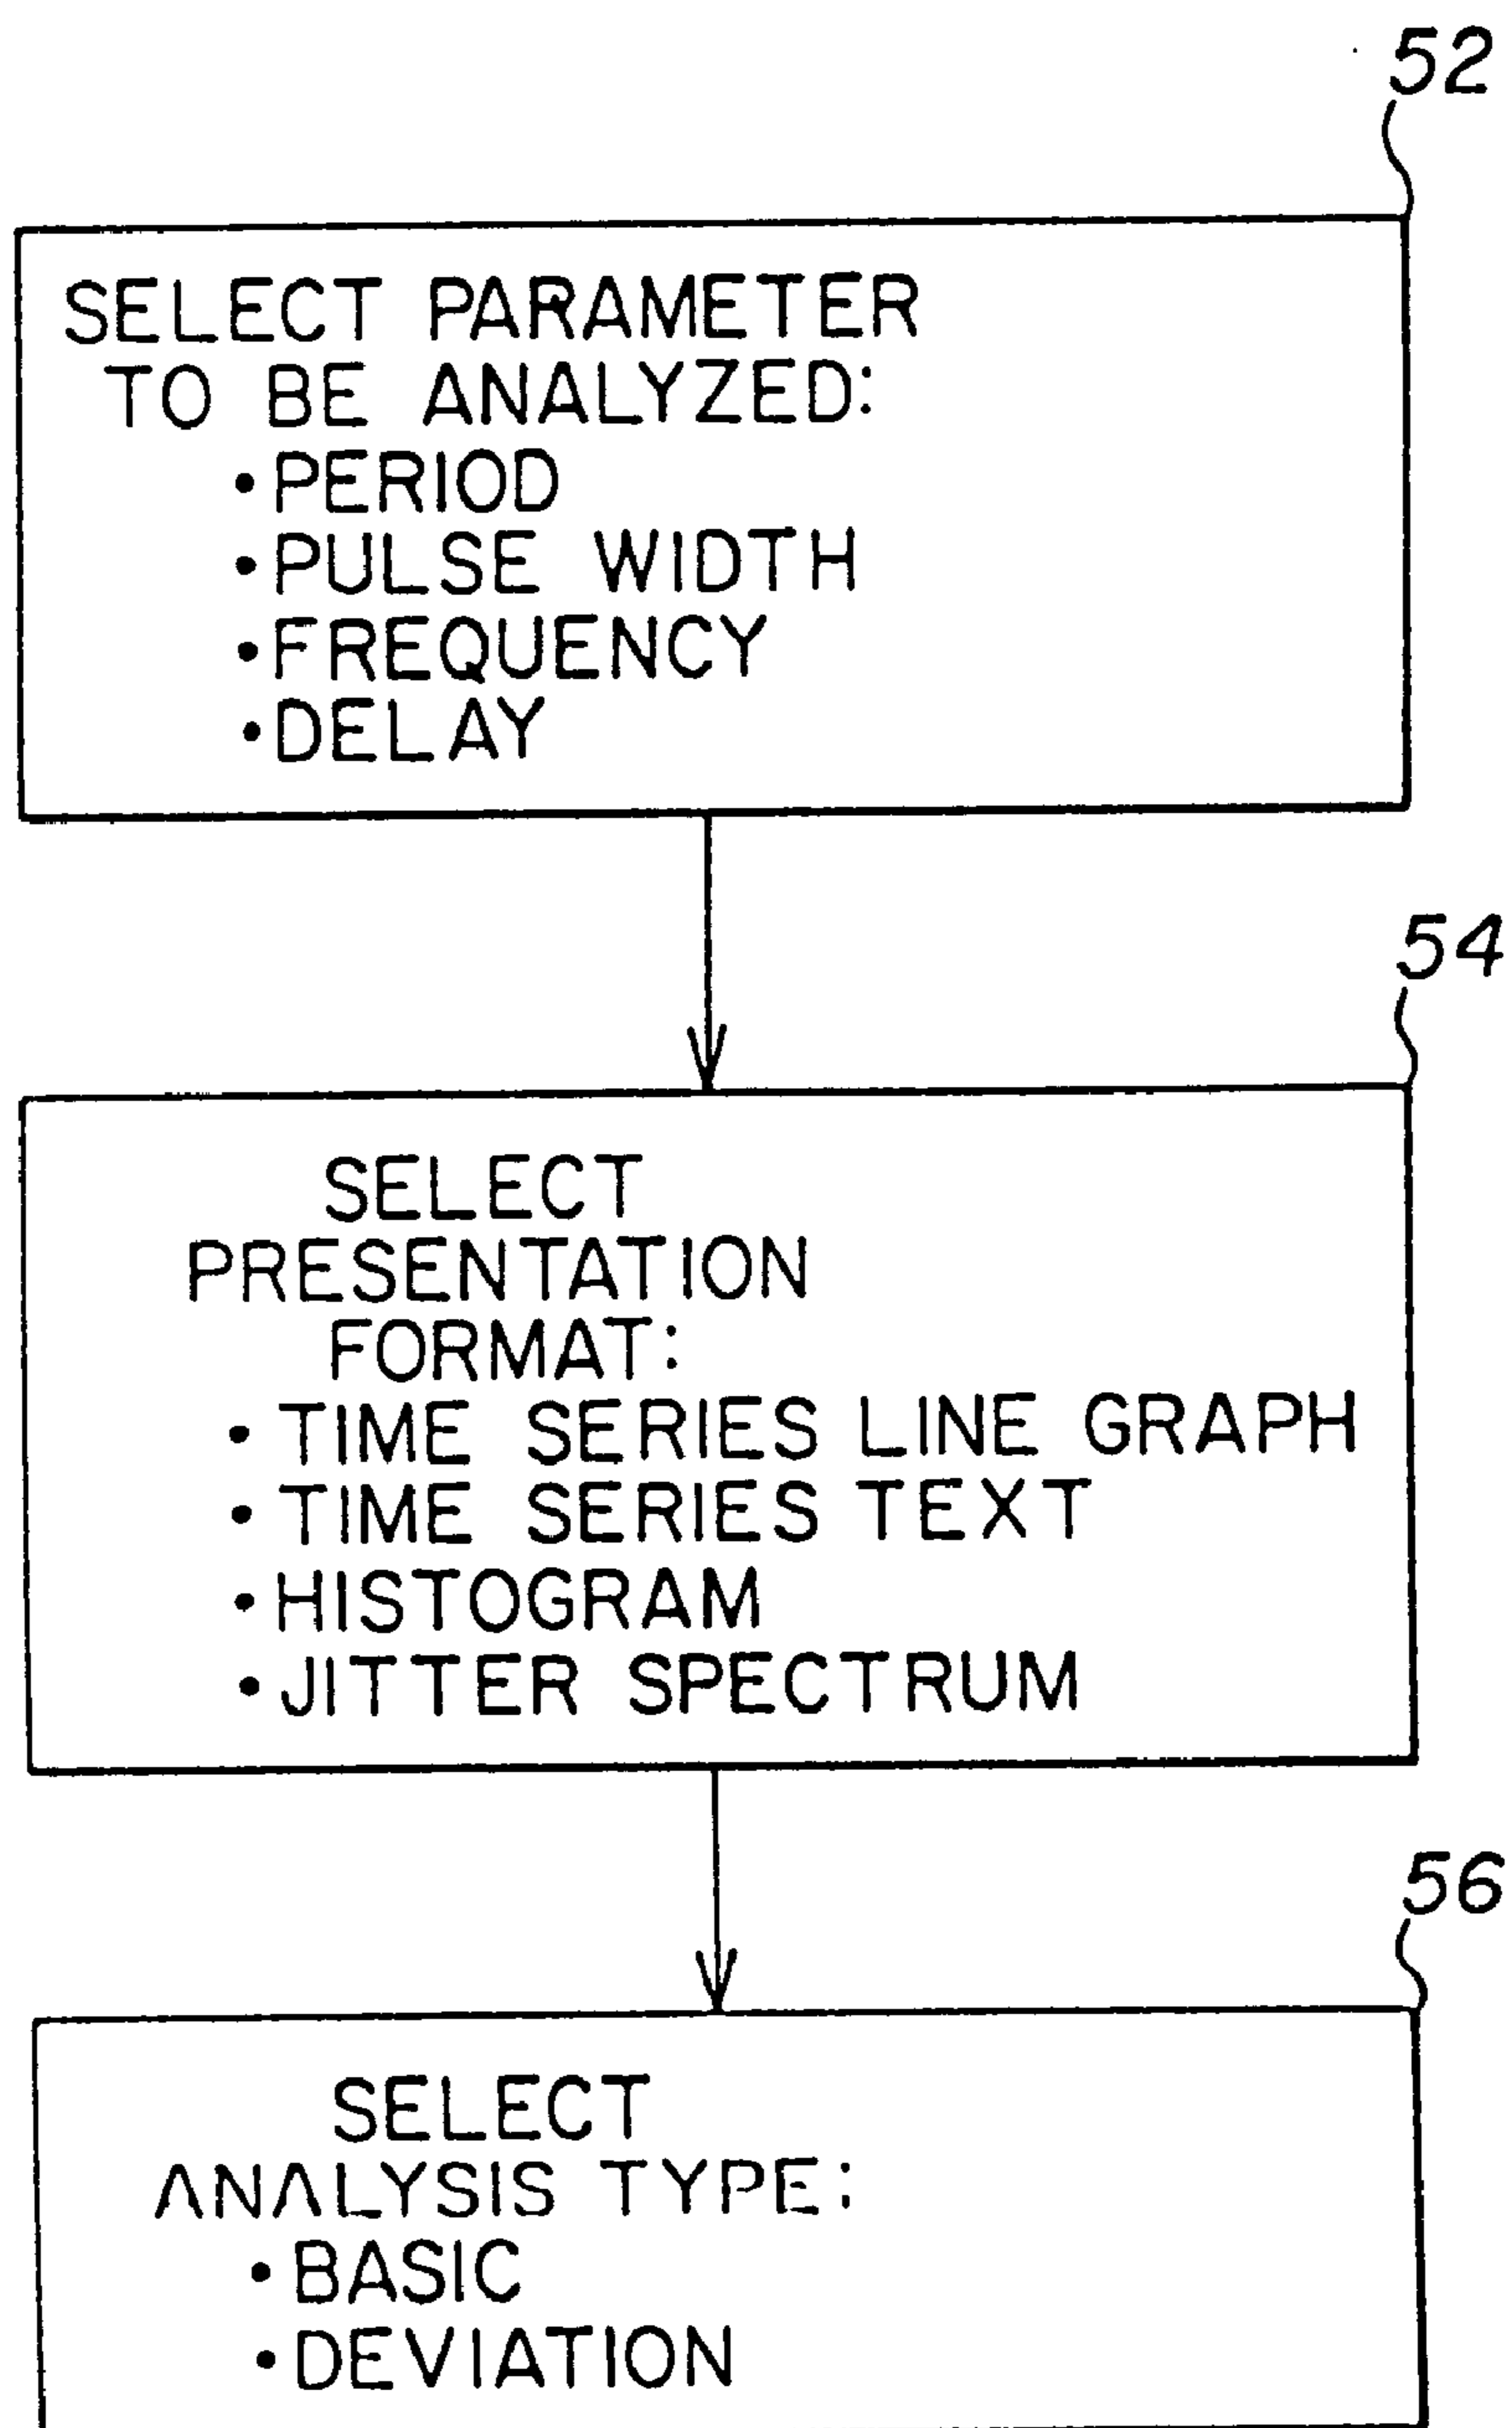 52
SELECT PARAMETER
TO BE ANALYZED:
•PERIOD
•PULSE WIDTH
•FREQUENCY
•DELAY
54
SELECT
PRESENTATION
FORMAT:
• TIME SERIES LINE GRAPH
• TIME SERIES TEXT
•HISTOGRAM
•JITTER SPECTRUM
56
SELECT
ANALYSIS TYPE:
•BASIC
•DEVIATION